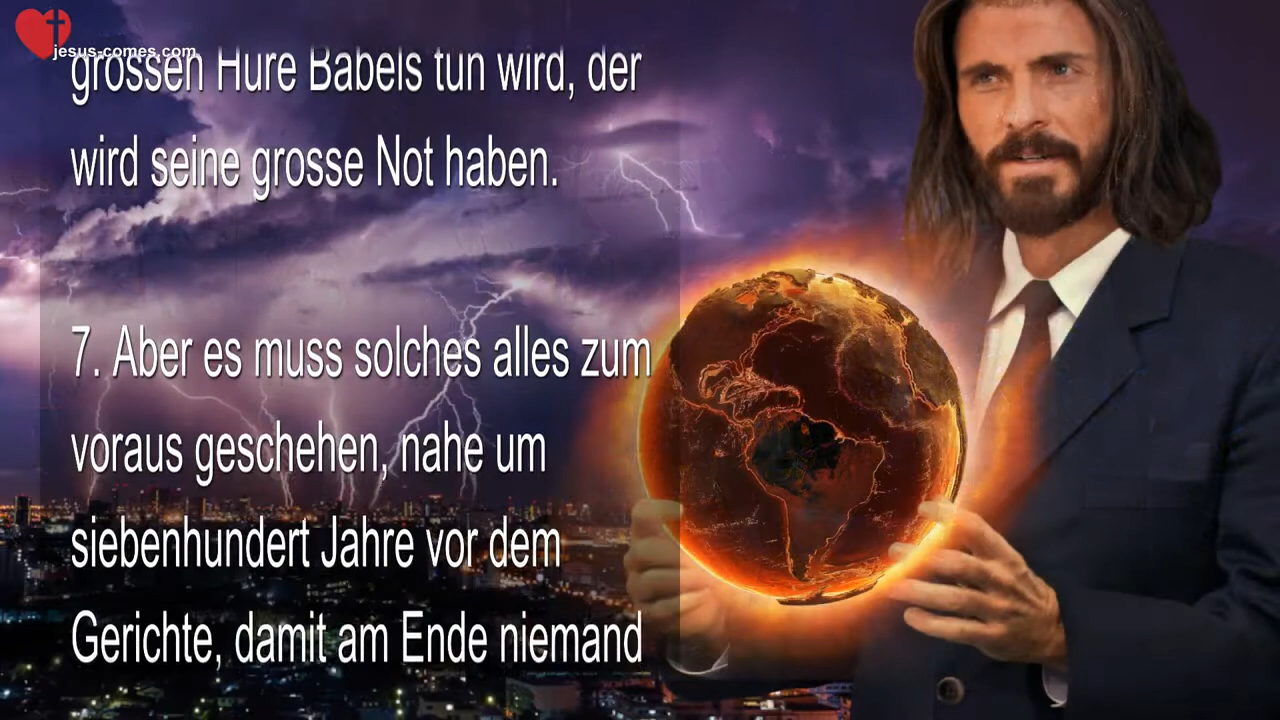 jesus-comes.com
grossen Hure Babels tun wird, der
wird seine grosse Not haben.
7. Aber es muss solches alles zum
voraus geschehen, nahe um
siebenhundert Jahre vor dem
Gerichte, damit am Ende niemand